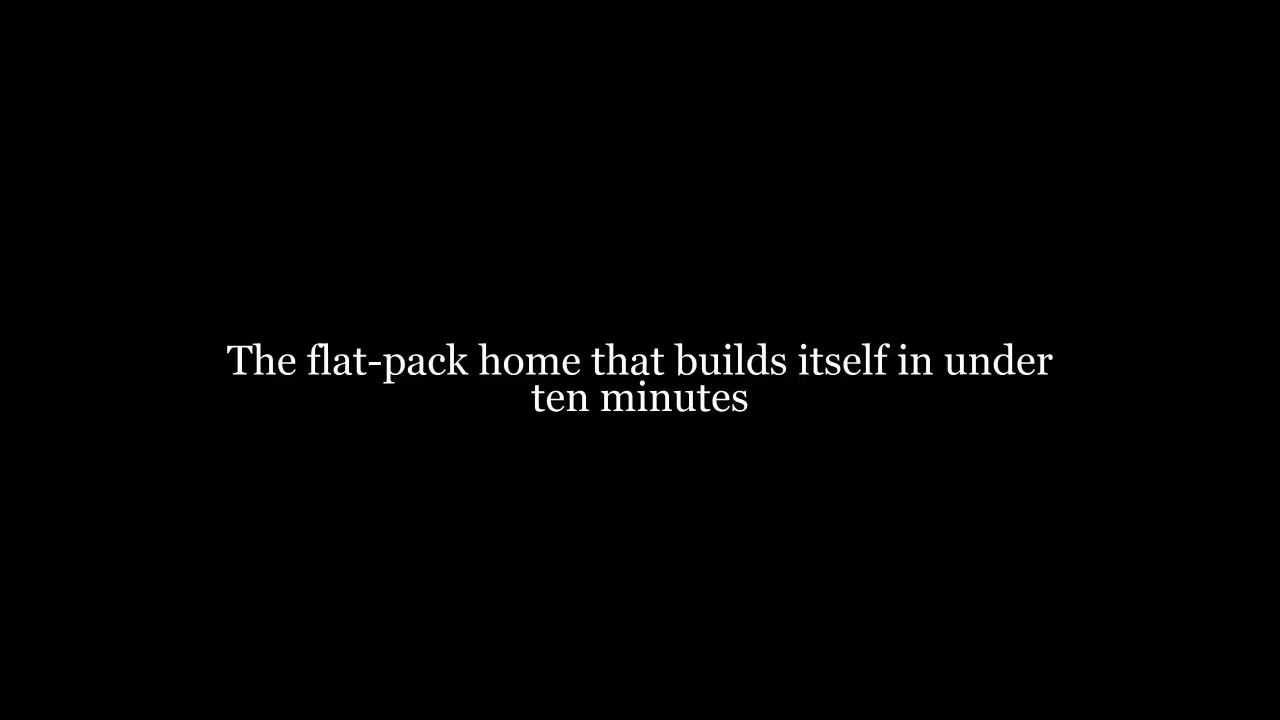 The flat-pack home that builds itself in under
ten minutes